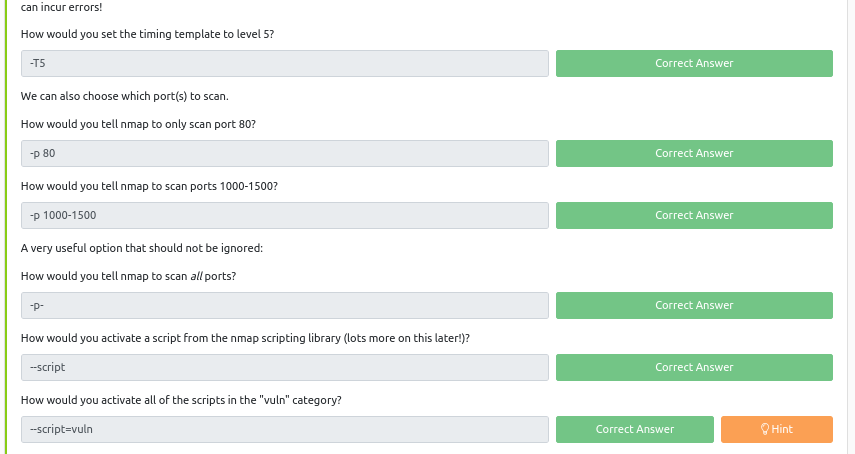 can incur errors!
How would you set the timing template to level 5?
-T5
Correct Answer
We can also choose which port(s) to scan.
How would you tell nmap to only scan port 80?
-p 80
Correct Answer
How would you tell nmap to scan ports 1000-1500?
-p 1000-1500
Correct Answer
A very useful option that should not be ignored:
How would you tell nmap to scan all ports?
-p-
Correct Answer
How would you activate a script from the nmap scripting library (lots more on this later!)?
--script
Correct Answer
How would you activate all of the scripts in the "vuln" category?
--script=vuln
Correct Answer
Hint